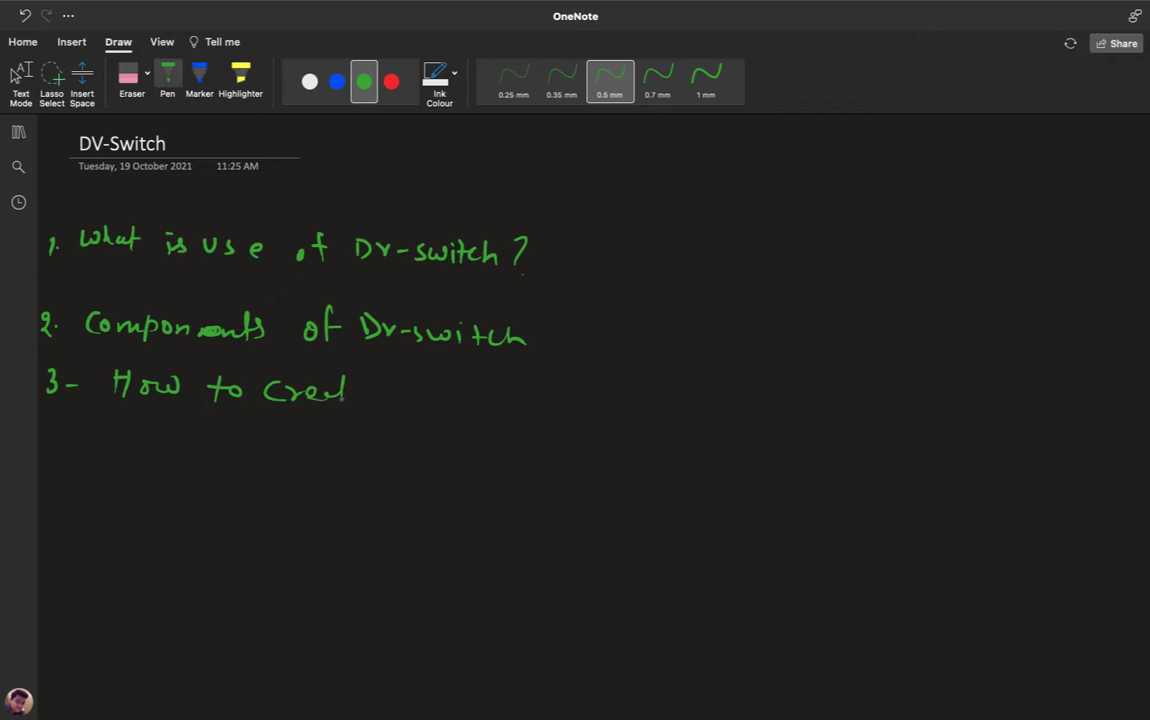 OneNote
Home Insert Draw View Tell me
Share
Text Mode
Lasso Select
Insert Space
Eraser
Pen
Marker
Highlighter
Ink Colour
0.25 mm 0.35 mm 0.5 mm 0.7 mm 1 mm
DV-Switch
Tuesday, 19 October 2021 11:25 AM
1. What is use of Dv-switch?
2. Components of Dv-switch
3- How to Creat